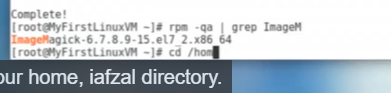 Complete!
[root@MyFirstLinuxVM ~]# rpm -qa | grep ImageM
ImageMagick-6.7.8.9-15.el7_2.x86_64
[root@MyFirstLinuxVM ~]# cd /hom
our home, iafzal directory.